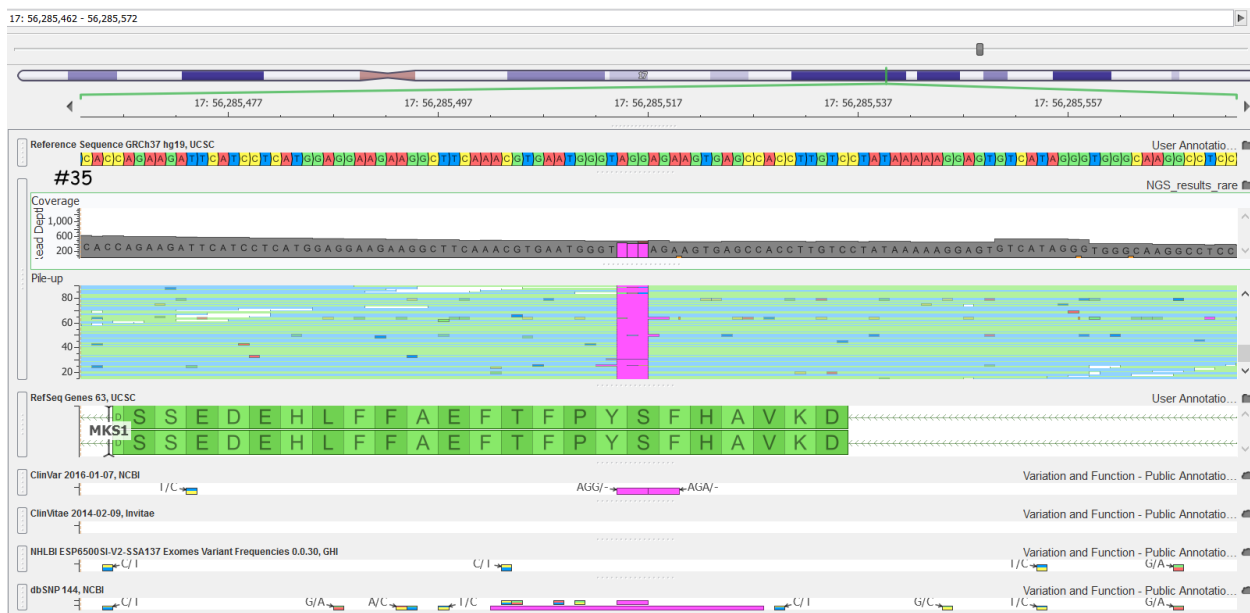 17: 56,285,462 - 56,285,572
17
17: 56,285,477
17: 56,285,497
17: 56,285,517
17: 56,285,537
17: 56,285,557
Reference Sequence GRCh37 hg19, UCSC
User Annotatio...
CACCAGAAGATTCATCCTCATGGAGGAAGAAGGCTTCAAACGTGAATGGGTAGGAGAAGTGAGCCACCTTGTCCTATAAAAAGGAGTGTCATAGGGTGGGCAAGGCCTCC
#35
NGS_results_rare
Coverage
Read Dept
1,000
600
200
CACCAGAAGATTCATCCTCATGGAGGAAGAAGGCTTCAAACGTGAATGGGT AGAAGTGAGCCACCTTGTCCTATAAAAAGGAGTGTCATAGGGTGGGCAAGGCCTCC
Pile-up
80
60
40
20
RefSeq Genes 63, UCSC
User Annotatio...
D S S E D E H L F F A E F T F P Y S F H A V K D
MKS1
S S E D E H L F F A E F T F P Y S F H A V K D
ClinVar 2016-01-07, NCBI
Variation and Function - Public Annotatio...
T/C
AGG/-
AGA/-
ClinVitae 2014-02-09, Invitae
Variation and Function - Public Annotatio...
NHLBI ESP6500SI-V2-SSA137 Exomes Variant Frequencies 0.0.30, GHI
Variation and Function - Public Annotatio...
C/T
C/T
T/C
G/A
dbSNP 144, NCBI
Variation and Function - Public Annotatio...
C/T
G/A
A/C
T/C
C/T
G/C
T/C
G/A